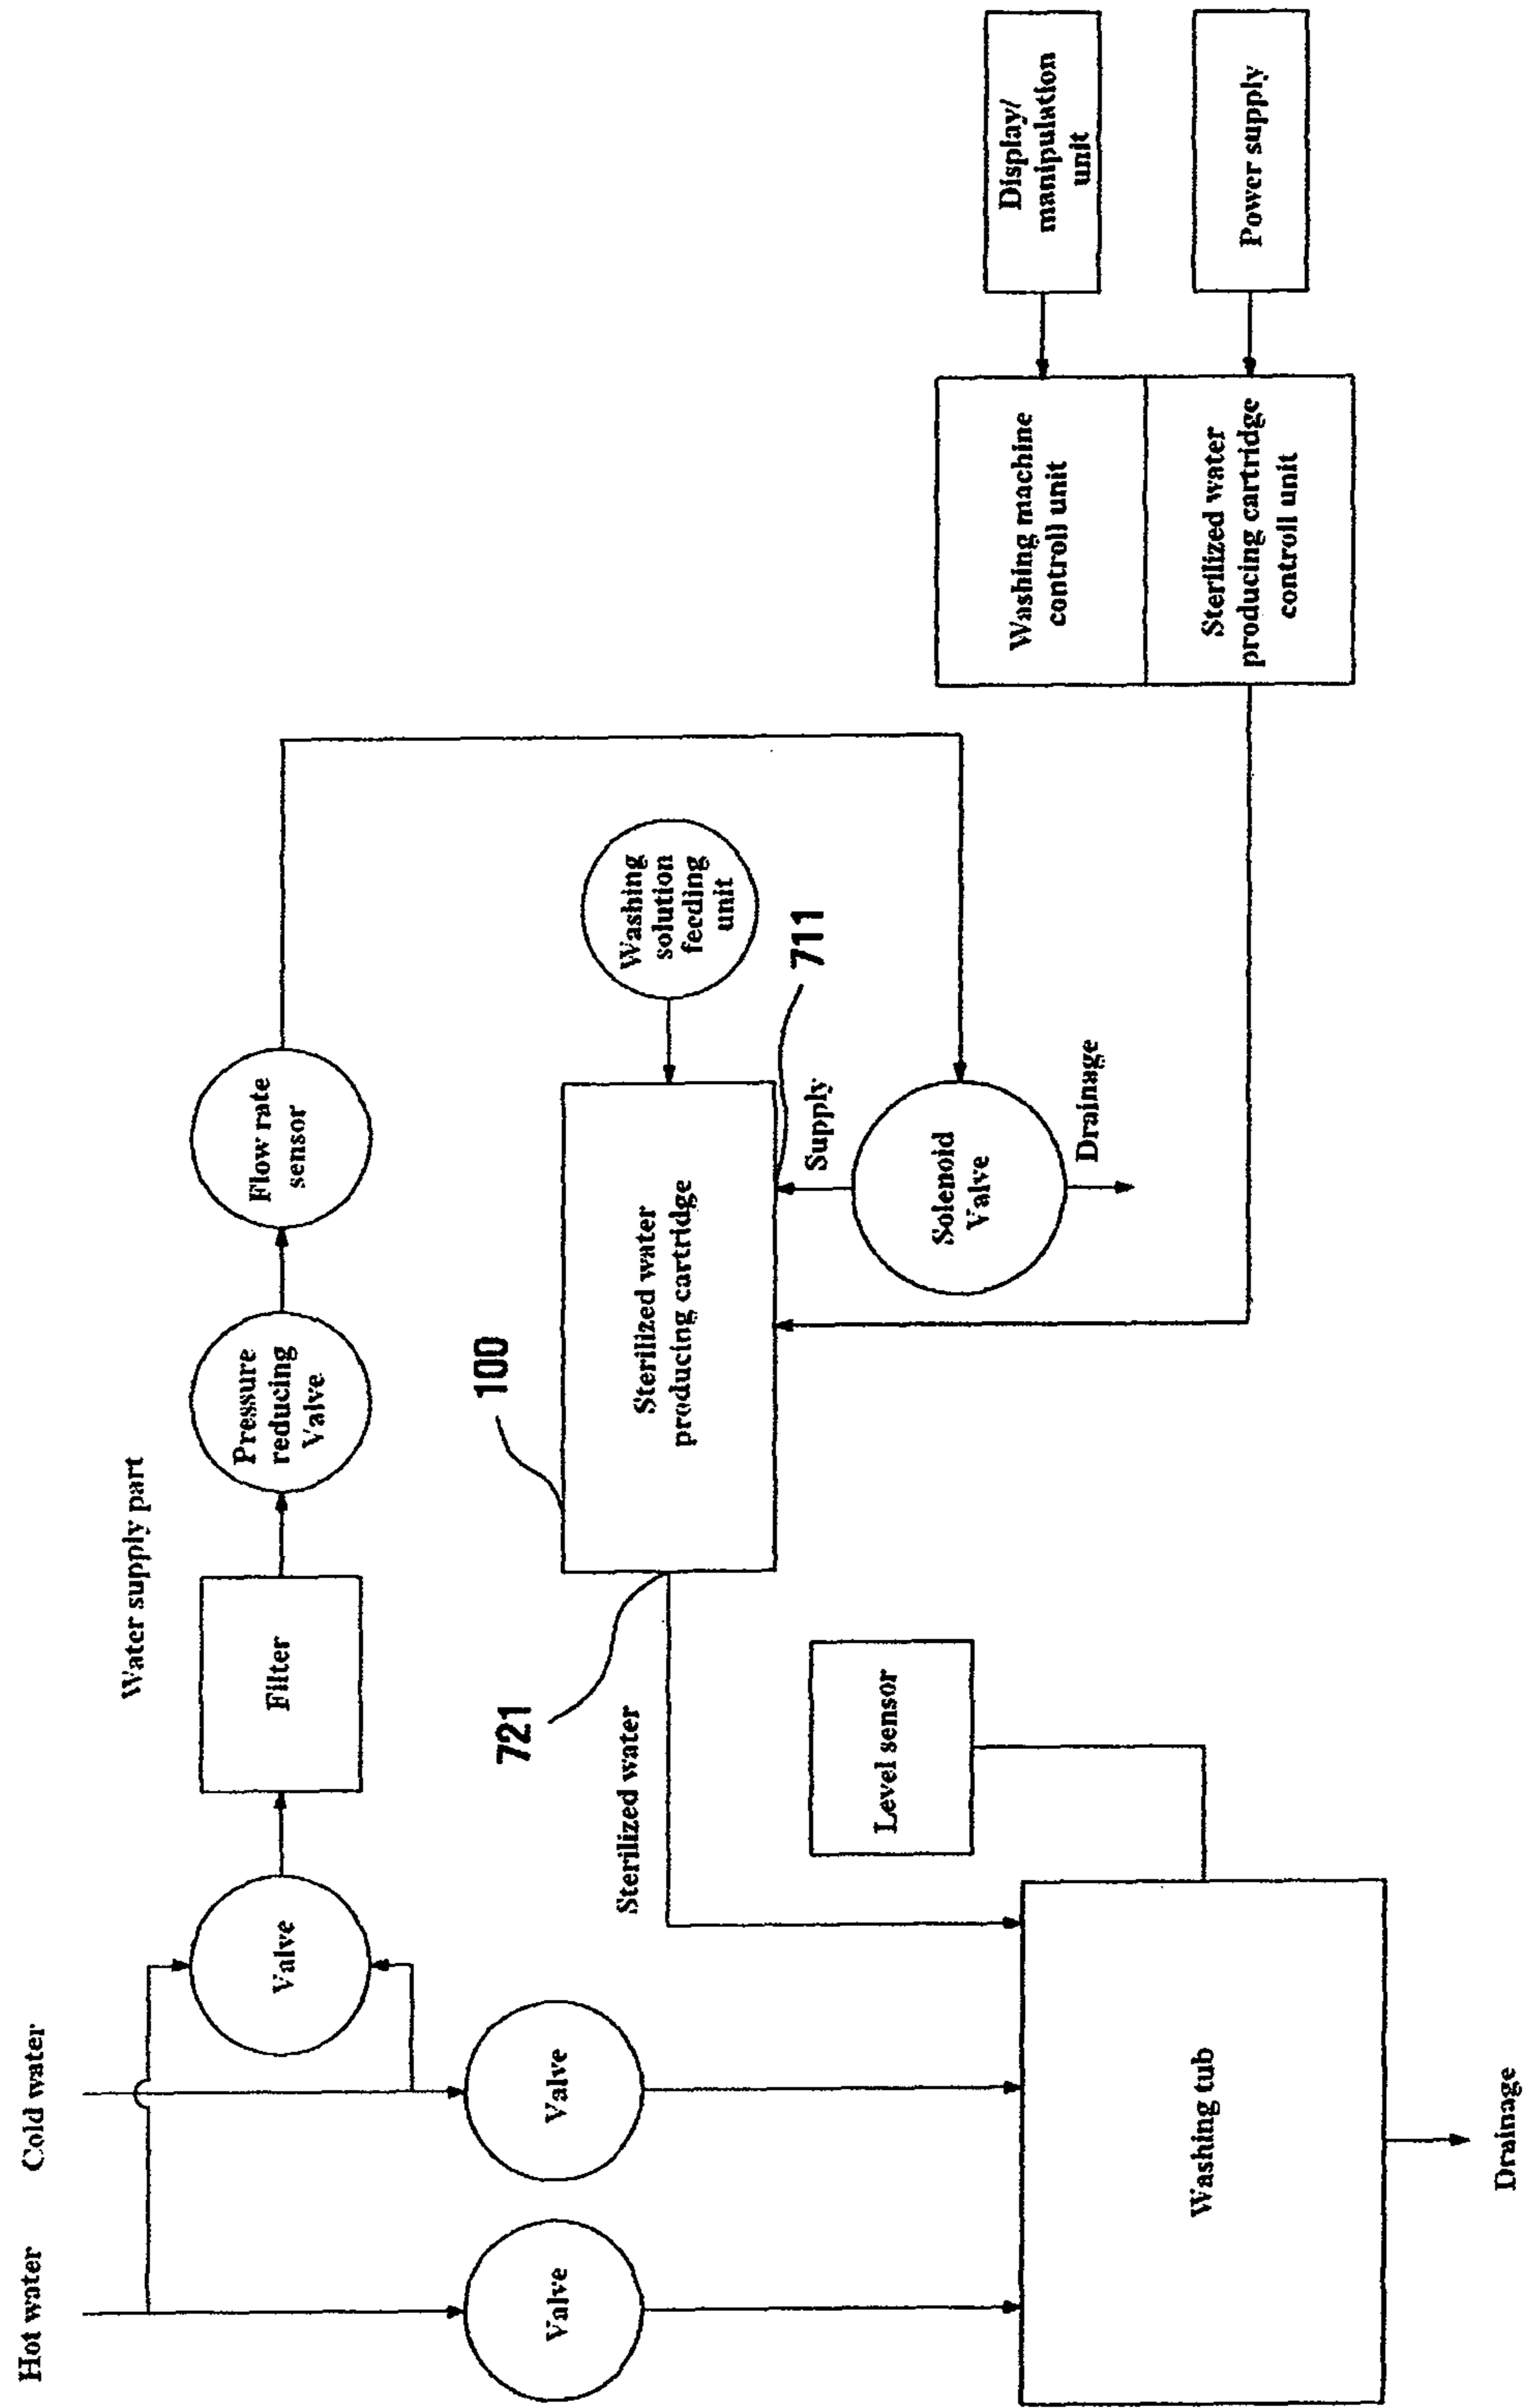 Hot water
Cold water
Water supply part
Valve
Filter
Pressure
reducing
Valve
Flow rate
sensor
Valve
Valve
721
100
Sterilized water
Sterilized water
producing cartridge
Washing
solution
feeding
unit
711
Supply
Level sensor
Solenoid
Valve
Drainage
Washing tub
Drainage
Washing machine
controll unit
Sterilized water
producing cartridge
controll unit
Display/
manipulation
unit
Power supply